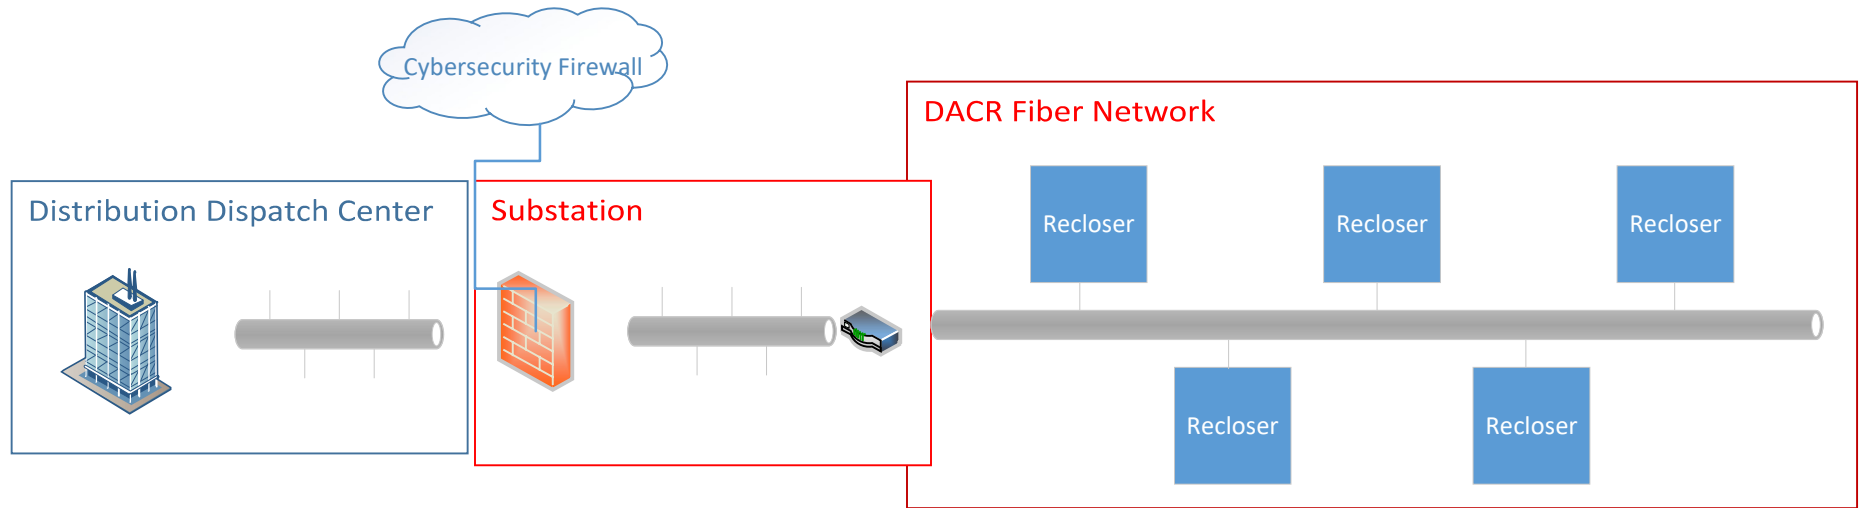 Cybersecurity Firewall
DACR Fiber Network
Distribution Dispatch Center
Substation
Recloser
Recloser
Recloser
Recloser
Recloser